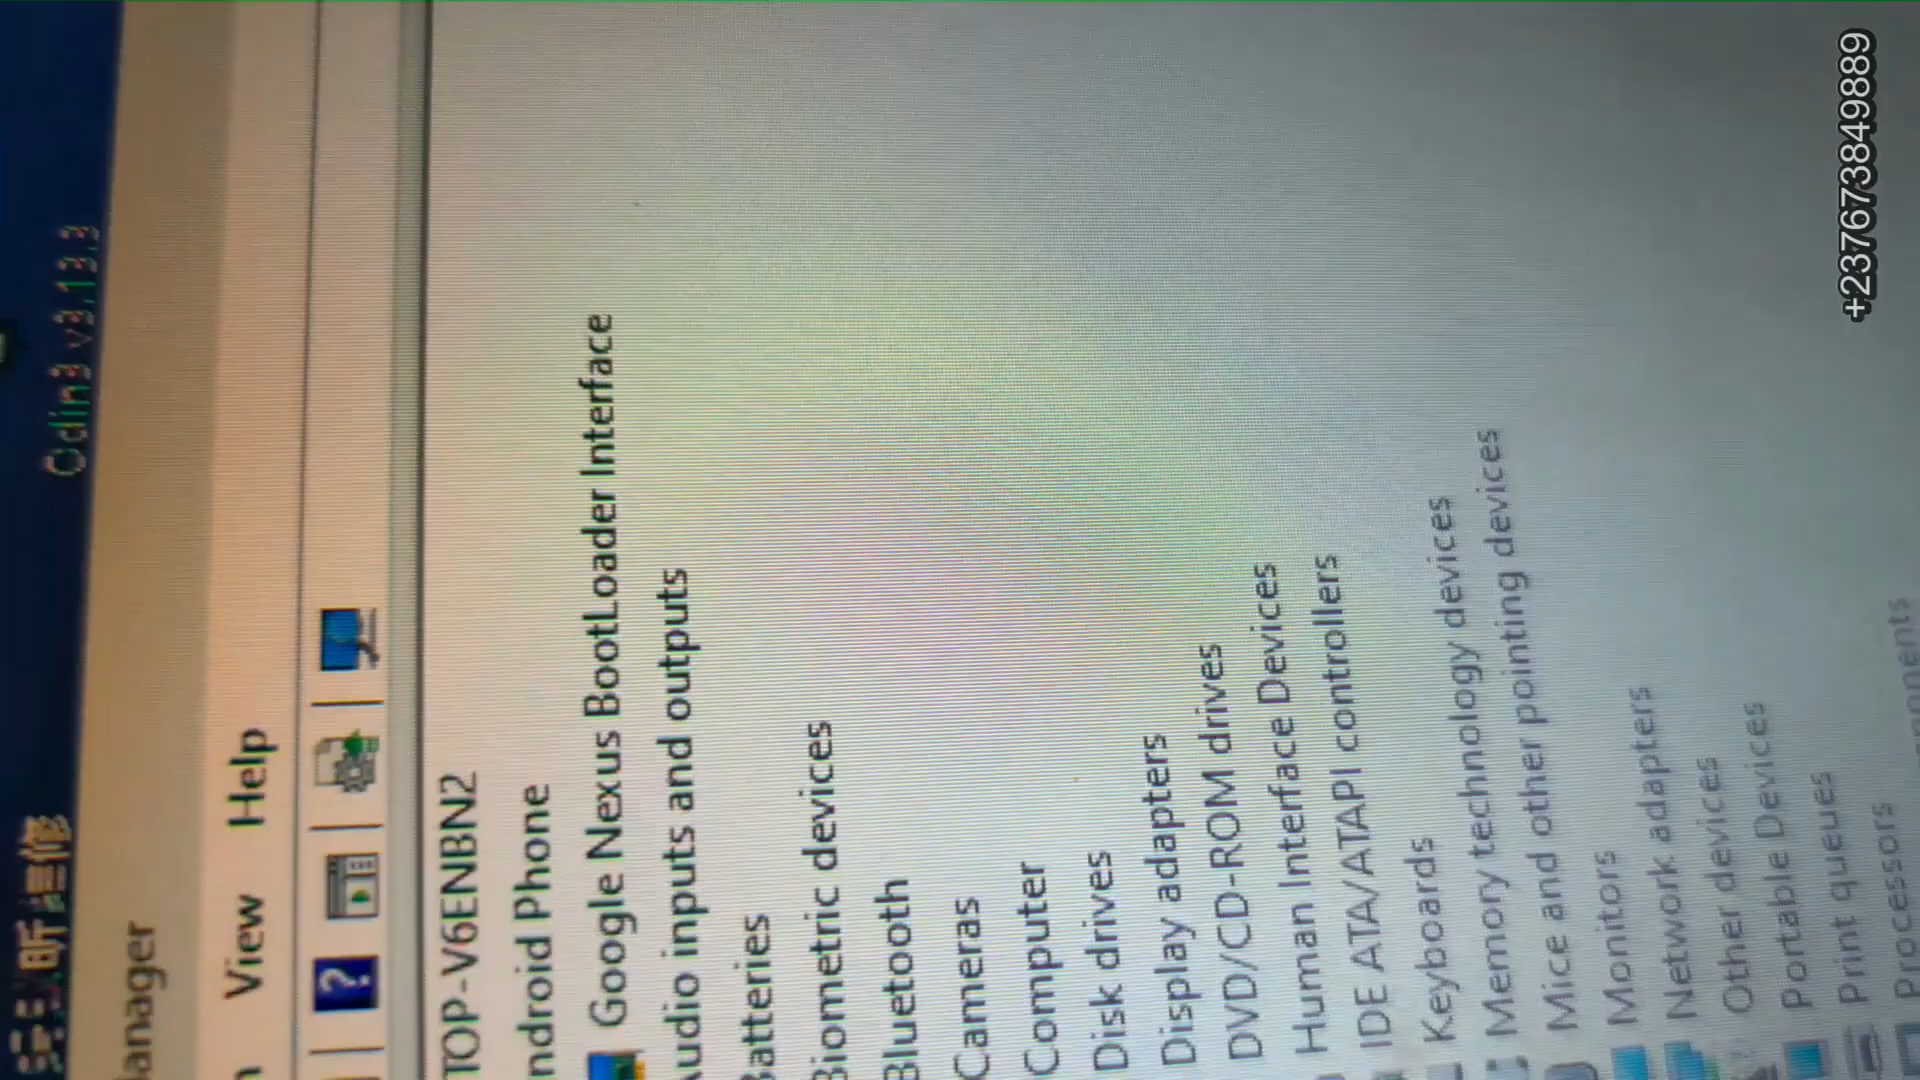 Odin3 v3.13.3
anager
View Help
TOP-V6ENBN2
ndroid Phone
Google Nexus BootLoader Interface
Audio inputs and outputs
Batteries
Biometric devices
Bluetooth
Cameras
Computer
Disk drives
Display adapters
DVD/CD-ROM drives
Human Interface Devices
IDE ATA/ATAPI controllers
Keyboards
Memory technology devices
Mice and other pointing devices
Monitors
Network adapters
Other devices
Portable Devices
Print queues
Processors
+237673849889